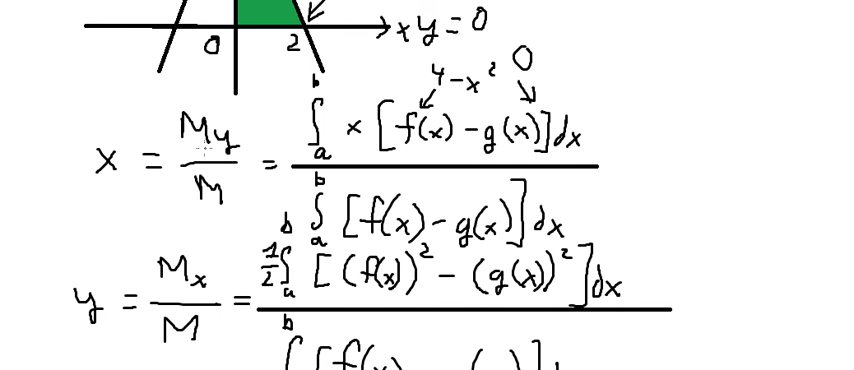 0 2 x y = 0
4 - x² 0
x = My/M = ∫ₐᵇ x [f(x) - g(x)] dx
∫ₐᵇ [f(x) - g(x)] dx
y = Mx/M = 1/2 ∫ₐᵇ [(f(x))² - (g(x))²] dx
b